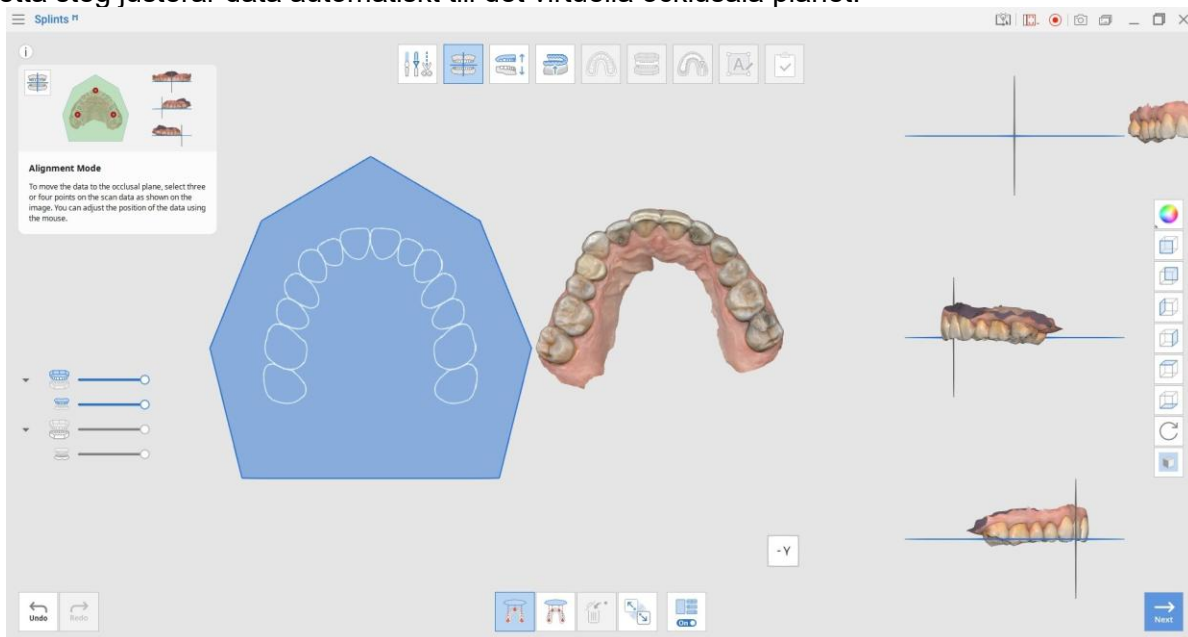 steg justerar data automatiskt till det virtuella ocklusala planet.
Splints
i
Alignment Mode
To move the data to the occlusal plane, select three
or four points on the scan data as shown on the
image. You can adjust the position of the data using
the mouse.
- Y
Undo
Redo
On
Next